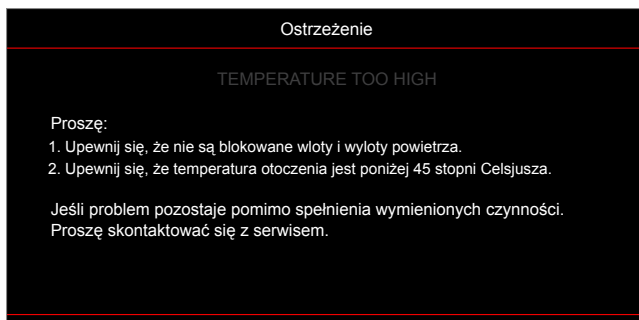 Ostrzeżenie
TEMPERATURE TOO HIGH
Proszę:
1. Upewnij się, że nie są blokowane wloty i wyloty powietrza.
2. Upewnij się, że temperatura otoczenia jest poniżej 45 stopni Celsjusza.
Jeśli problem pozostaje pomimo spełnienia wymienionych czynności.
Proszę skontaktować się z serwisem.